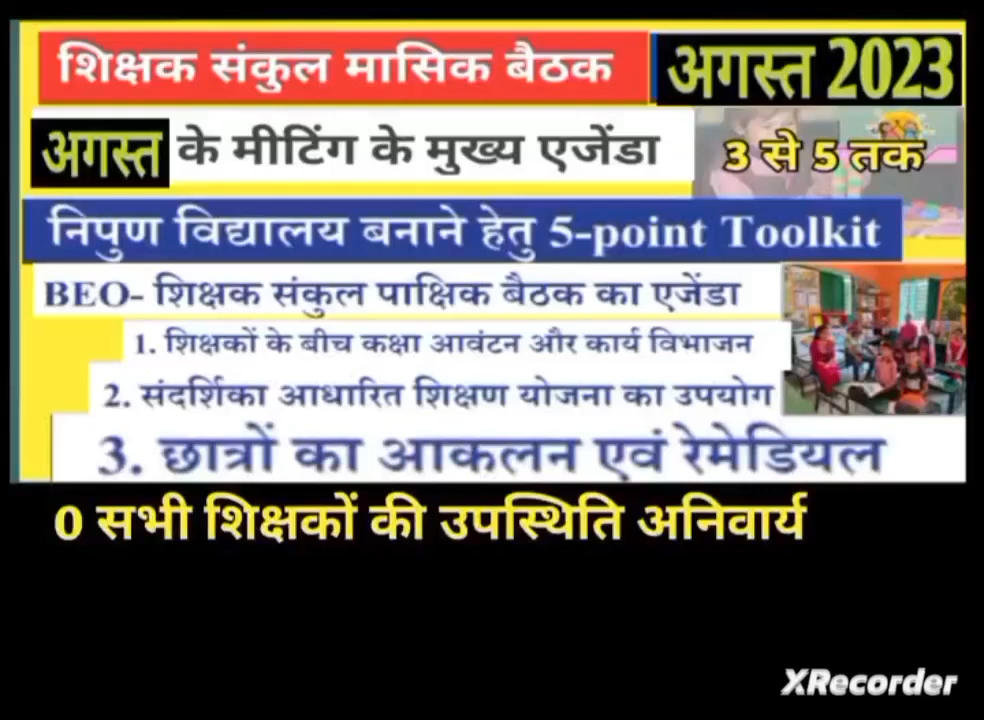 शिक्षक संकुल मासिक बैठक अगस्त 2023
अगस्त के मीटिंग के मुख्य एजेंडा 3 से 5 तक
निपुण विद्यालय बनाने हेतु 5-point Toolkit
BEO- शिक्षक संकुल पाक्षिक बैठक का एजेंडा
1. शिक्षकों के बीच कक्षा आवंटन और कार्य विभाजन
2. संदर्शिका आधारित शिक्षण योजना का उपयोग
3. छात्रों का आकलन एवं रेमेडियल
0 सभी शिक्षकों की उपस्थिति अनिवार्य
XRecorder